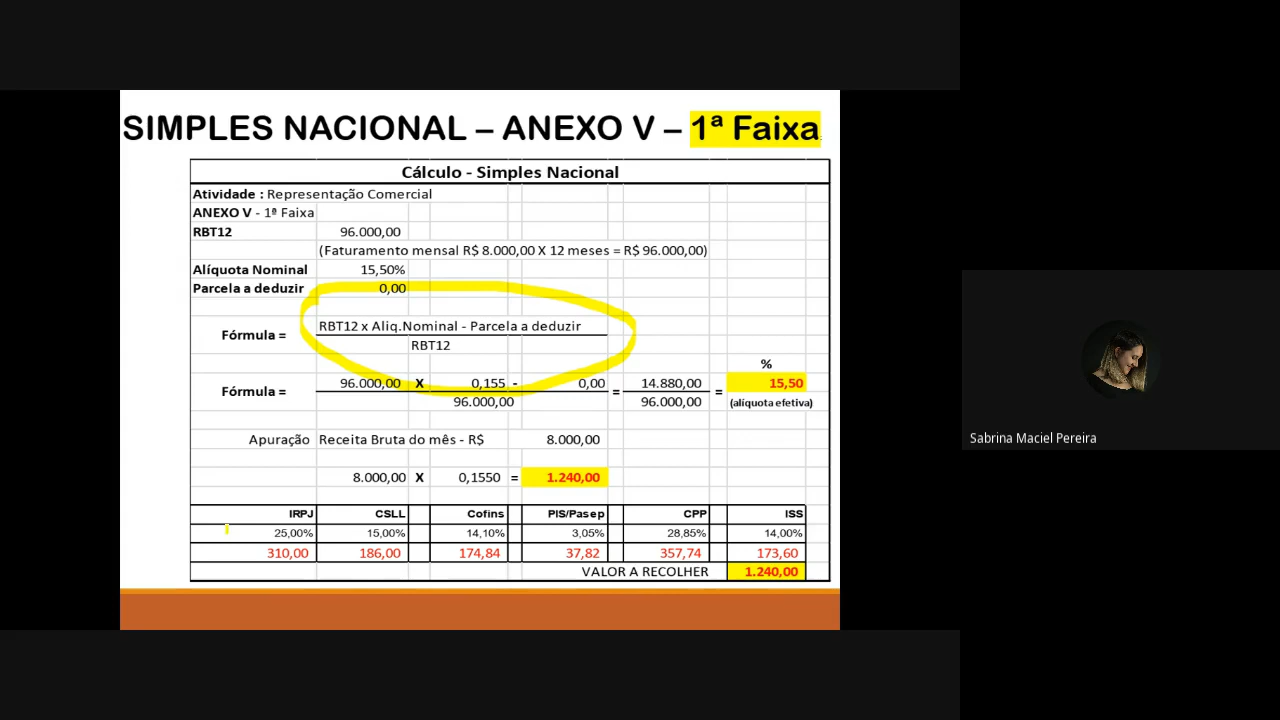 SIMPLES NACIONAL – ANEXO V – 1ª Faixa
Cálculo - Simples Nacional
Atividade : Representação Comercial
ANEXO V - 1ª Faixa
RBT12 96.000,00
(Faturamento mensal R$ 8.000,00 X 12 meses = R$ 96.000,00)
Alíquota Nominal 15,50%
Parcela a deduzir 0,00
RBT12 x Aliq.Nominal - Parcela a deduzir
Fórmula =
RBT12
%
96.000,00 X 0,155 - 0,00 14.880,00 15,50
Fórmula = = =
96.000,00 96.000,00 (alíquota efetiva)
Apuração Receita Bruta do mês - R$ 8.000,00
8.000,00 X 0,1550 = 1.240,00
IRPJ CSLL Cofins PIS/Pasep CPP ISS
25,00% 15,00% 14,10% 3,05% 28,85% 14,00%
310,00 186,00 174,84 37,82 357,74 173,60
VALOR A RECOLHER 1.240,00
Sabrina Maciel Pereira